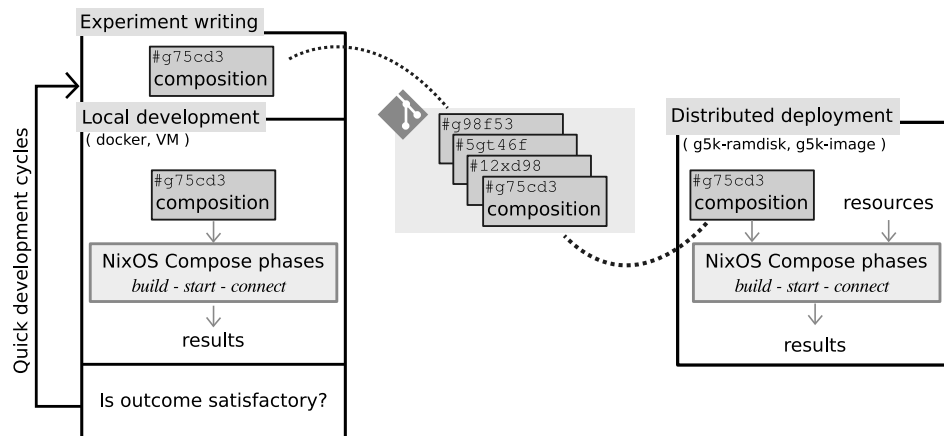 Experiment writing
#g75cd3
composition
Quick development cycles
Local development
( docker, VM )
#g75cd3
composition
NixOS Compose phases
build - start - connect
results
Is outcome satisfactory?
#g98f53
#5gt46f
#12xd98
#g75cd3
composition
Distributed deployment
( g5k-ramdisk, g5k-image )
#g75cd3
composition
resources
NixOS Compose phases
build - start - connect
results